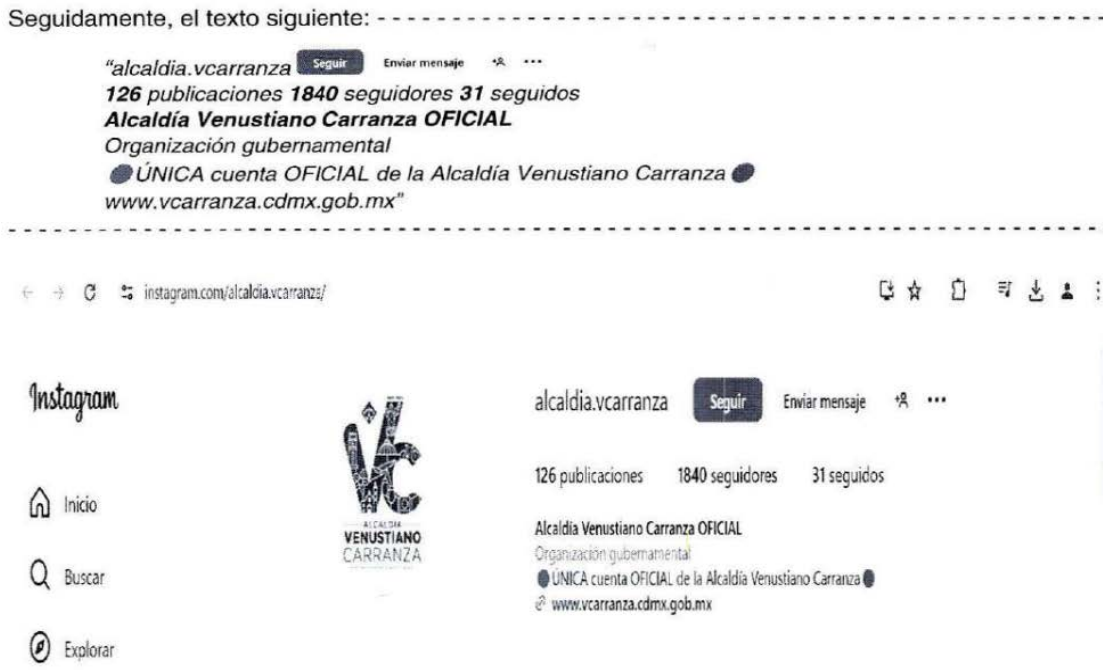 Seguidamente, el texto siguiente:
"alcaldia.vcarranza Seguir Enviar mensaje
126 publicaciones 1840 seguidores 31 seguidos
Alcaldía Venustiano Carranza OFICIAL
Organización gubernamental
ÚNICA cuenta OFICIAL de la Alcaldía Venustiano Carranza
www.vcarranza.cdmx.gob.mx"
instagram.com/alcaldia.vcarranza/
Instagram
Inicio
Buscar
Explorar
VC
ALCALDÍA
VENUSTIANO
CARRANZA
alcaldia.vcarranza Seguir Enviar mensaje
126 publicaciones 1840 seguidores 31 seguidos
Alcaldía Venustiano Carranza OFICIAL
Organización gubernamental
ÚNICA cuenta OFICIAL de la Alcaldía Venustiano Carranza
www.vcarranza.cdmx.gob.mx